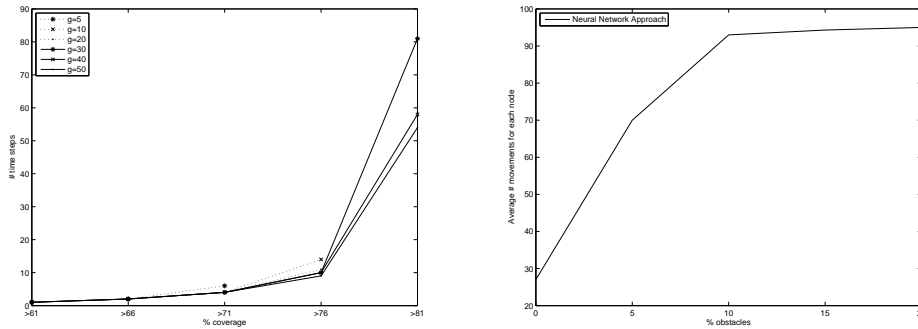 90
80
70
60
50
40
30
20
10
0
# time steps
g=5
g=10
g=20
g=30
g=40
g=50
>61
>66
>71
>76
>81
% coverage
100
90
80
70
60
50
40
30
20
Average # movements for each node
Neural Network Approach
0
5
10
15
% obstacles